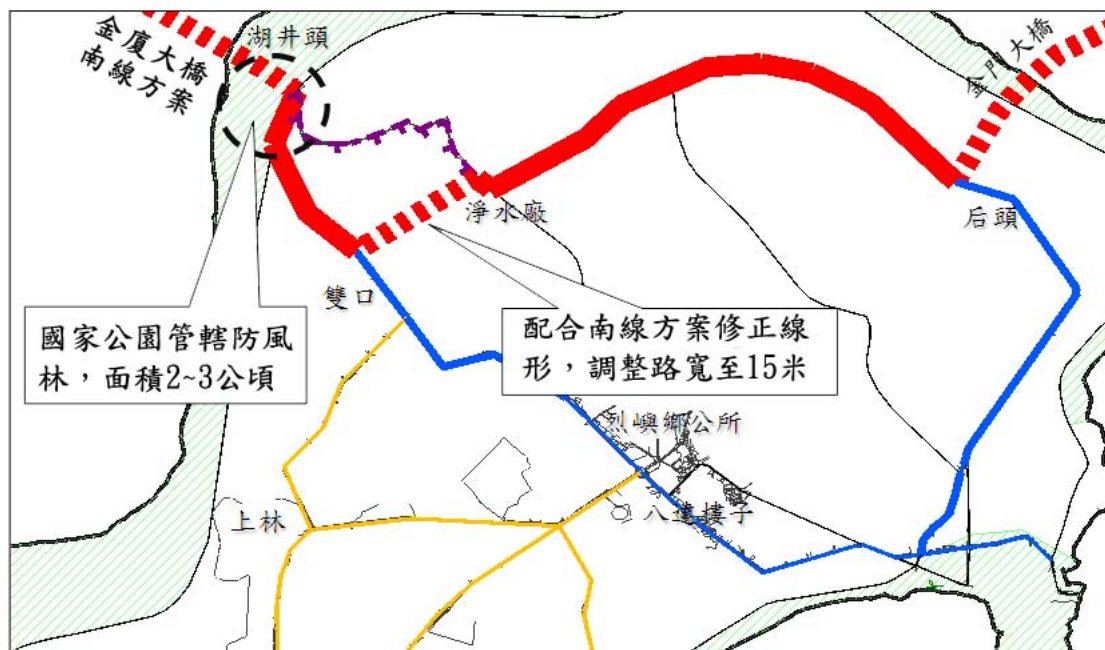 金廈大橋
南線方案
湖井頭
金門大橋
淨水廠
后頭
雙口
國家公園管轄防風
林，面積2~3公頃
配合南線方案修正線
形，調整路寬至15米
烈嶼鄉公所
上林
八達樓子